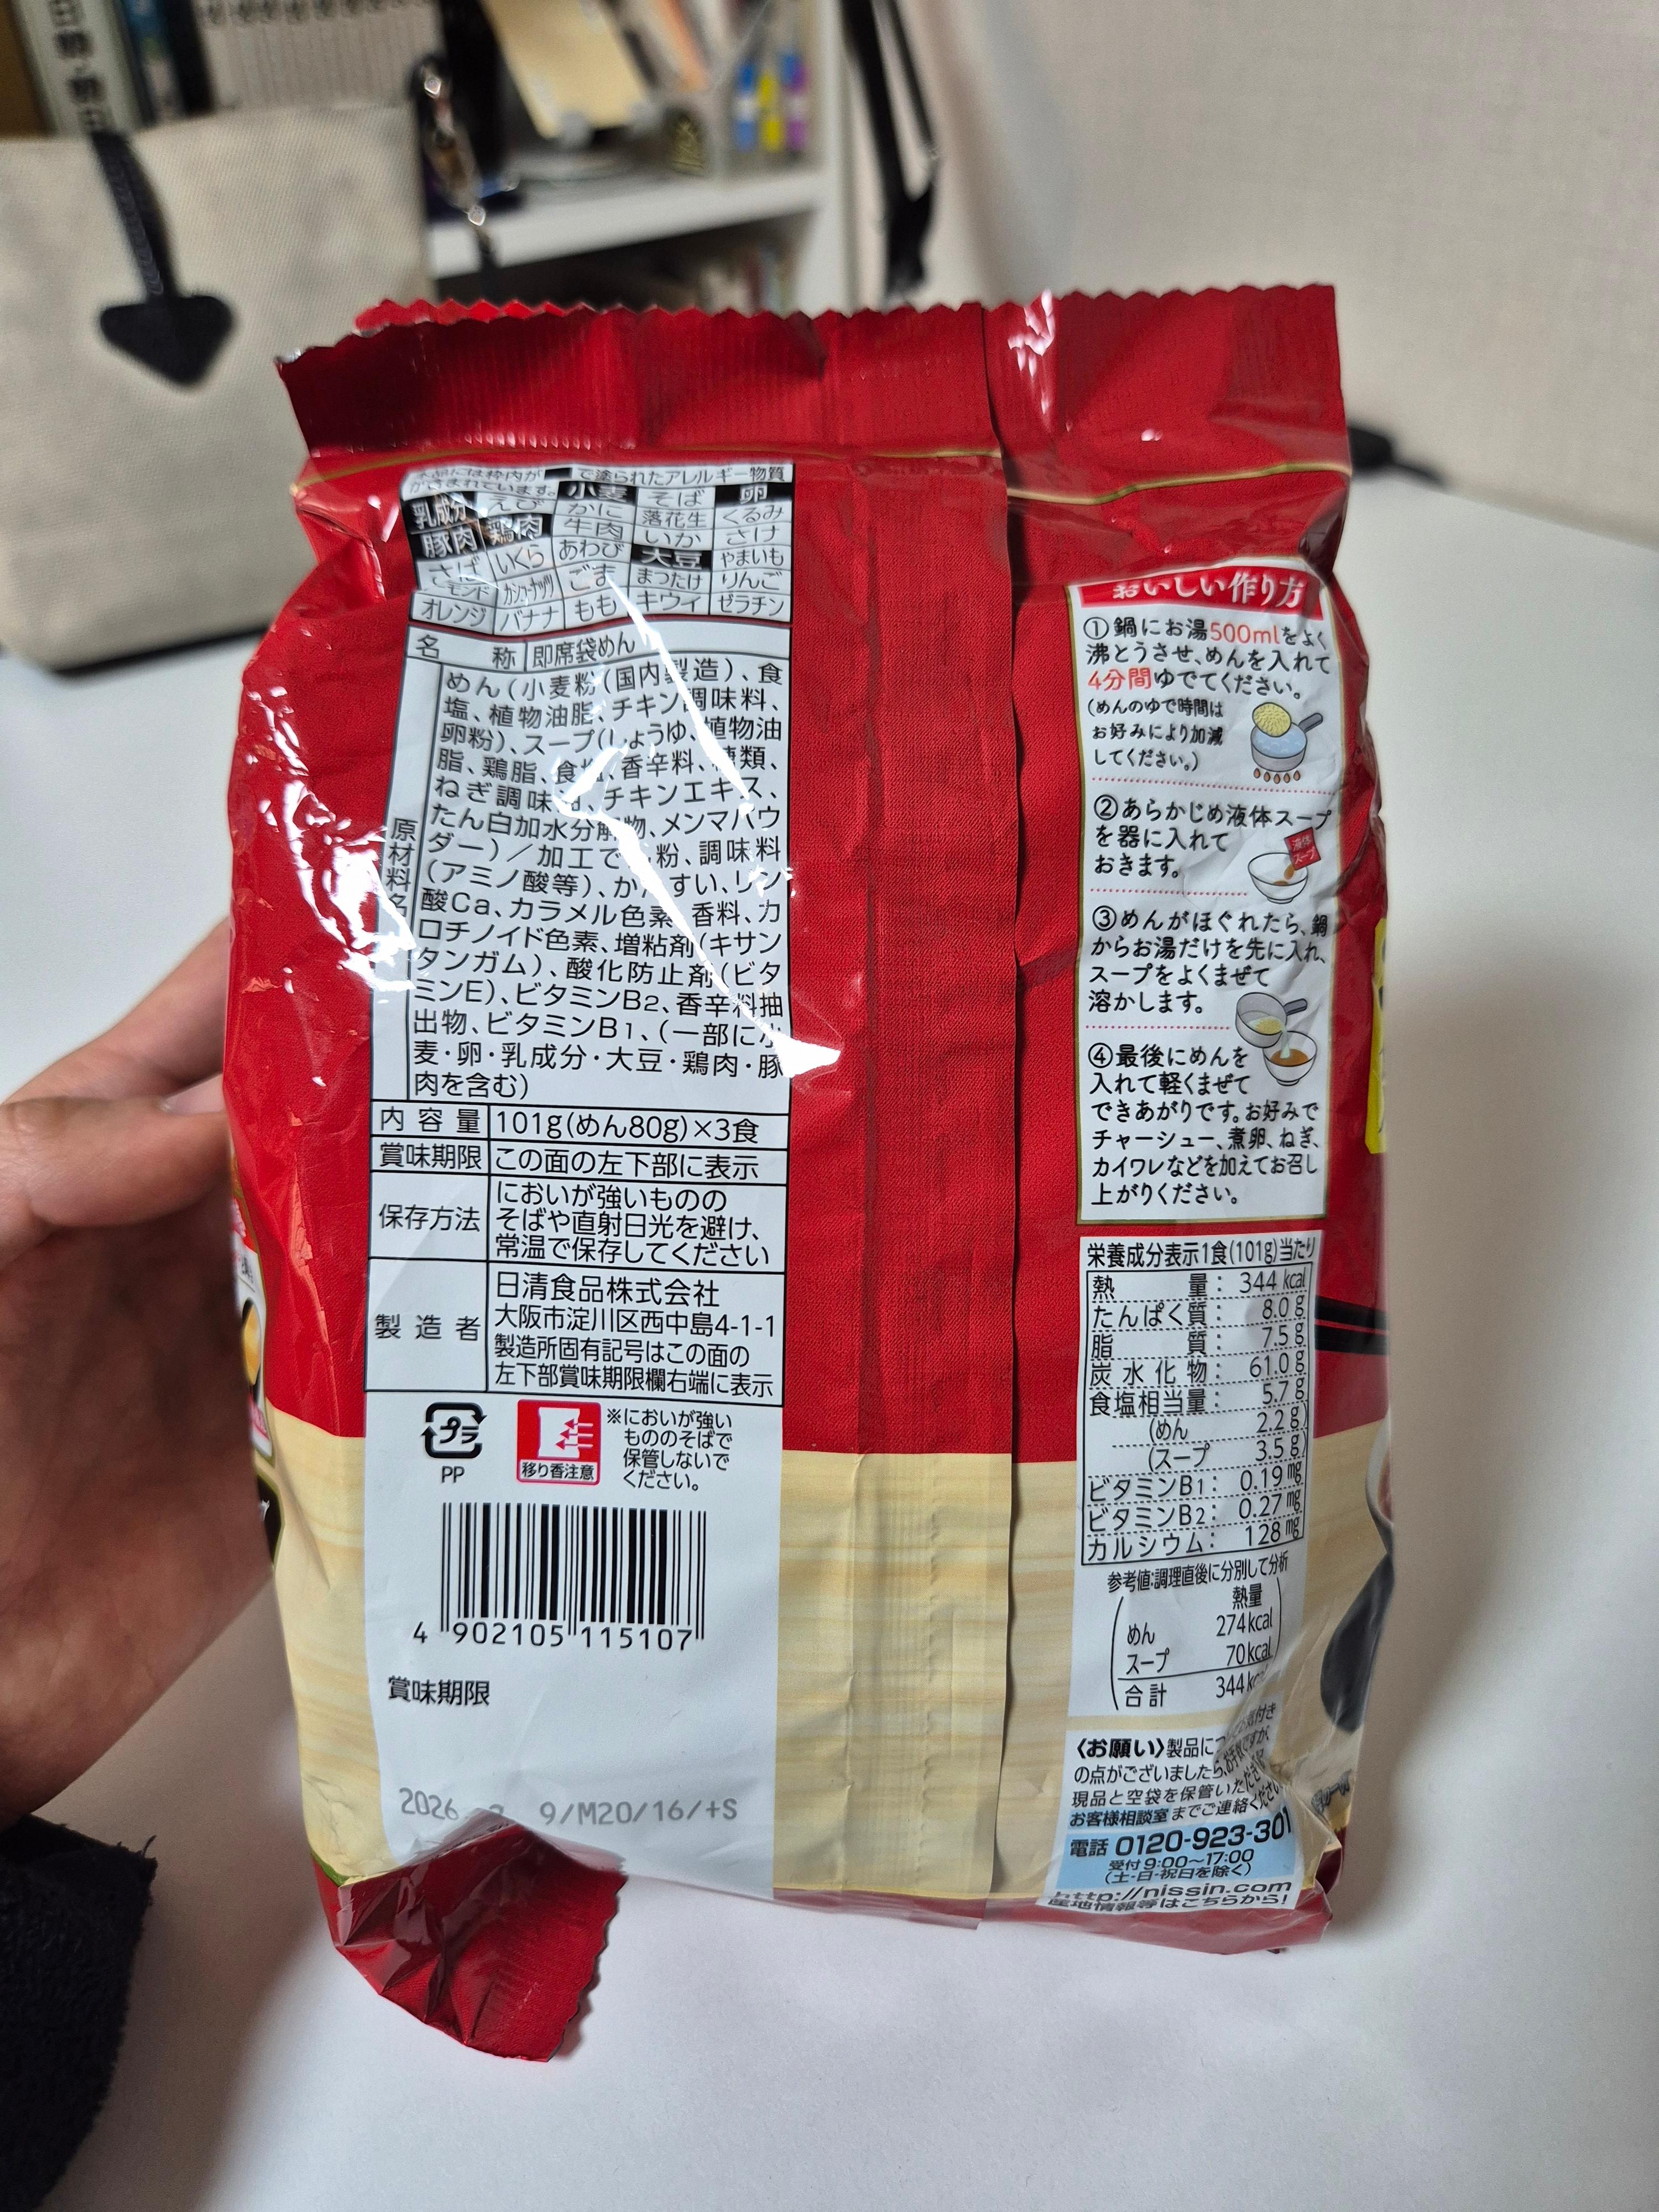 で塗られたアレルギー物質
乳成分 えび 小麦 そば 卵
かに 落花生 くるみ
豚肉 鶏肉 牛肉 いか さけ
さば いくら あわび 大豆 やまいも
ごま まつたけ りんご
オレンジ バナナ もも キウイ ゼラチン
名 称 即席袋めん
原材料名
めん(小麦粉(国内製造)、食
塩、植物油脂、チキン調味料、
卵粉)、スープ(しょうゆ、植物油
脂、鶏脂、食塩、香辛料、糖類、
ねぎ調味油、チキンエキス、
たん白加水分解物、メンマパウ
ダー)/加工でん粉、調味料
(アミノ酸等)、かんすい、リン
酸Ca、カラメル色素、香料、カ
ロチノイド色素、増粘剤(キサン
タンガム)、酸化防止剤(ビタ
ミンE)、ビタミンB2、香辛料抽
出物、ビタミンB1、(一部に小
麦・卵・乳成分・大豆・鶏肉・豚
肉を含む)
内容量 101g(めん80g)×3食
賞味期限 この面の左下部に表示
保存方法
においが強いものの
そばや直射日光を避け、
常温で保存してください
製造者
日清食品株式会社
大阪市淀川区西中島4-1-1
製造所固有記号はこの面の
左下部賞味期限欄右端に表示
プラ
PP
移り香注意
※においが強い
もののそばで
保管しないで
ください。
4 902105 115107
賞味期限
2026 9/M20/16/+S
おいしい作り方
①鍋にお湯500mlをよく
沸とうさせ、めんを入れて
4分間ゆでてください。
(めんのゆで時間は
お好みにより加減
してください。)
②あらかじめ液体スープ
を器に入れて
おきます。
液体
スープ
③めんがほぐれたら、鍋
からお湯だけを先に入れ、
スープをよくまぜて
溶かします。
④最後にめんを
入れて軽くまぜて
できあがりです。お好みで
チャーシュー、煮卵、ねぎ、
カイワレなどを加えてお召し
上がりください。
栄養成分表示1食(101g)当たり
熱量: 344 kcal
たんぱく質: 8.0 g
脂質: 7.5 g
炭水化物: 61.0 g
食塩相当量: 5.7 g
(めん 2.2 g)
(スープ 3.5 g)
ビタミンB1: 0.19 mg
ビタミンB2: 0.27 mg
カルシウム: 128 mg
参考値:調理直後に分別して分析
熱量
めん 274kcal
スープ 70kcal
合計 344kc
〈お願い〉製品に
の点がございましたら、
現品と空袋を保管いただき
お客様相談室までご連絡ください
電話 0120-923-301
受付 9:00~17:00
(土・日・祝日を除く)
http://nissin.com
産地情報等はこちらから!